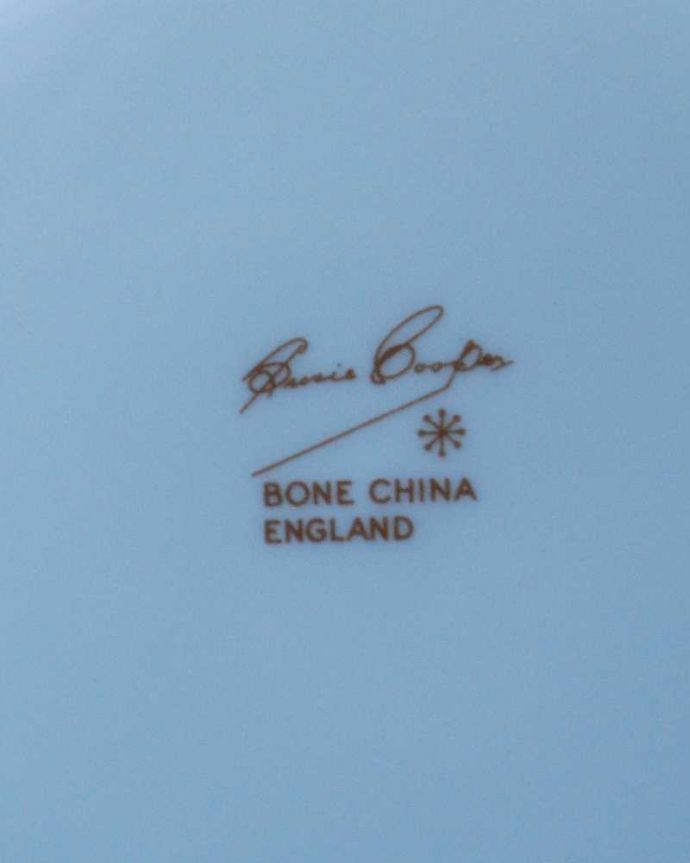 Susie Cooper
BONE CHINA
ENGLAND